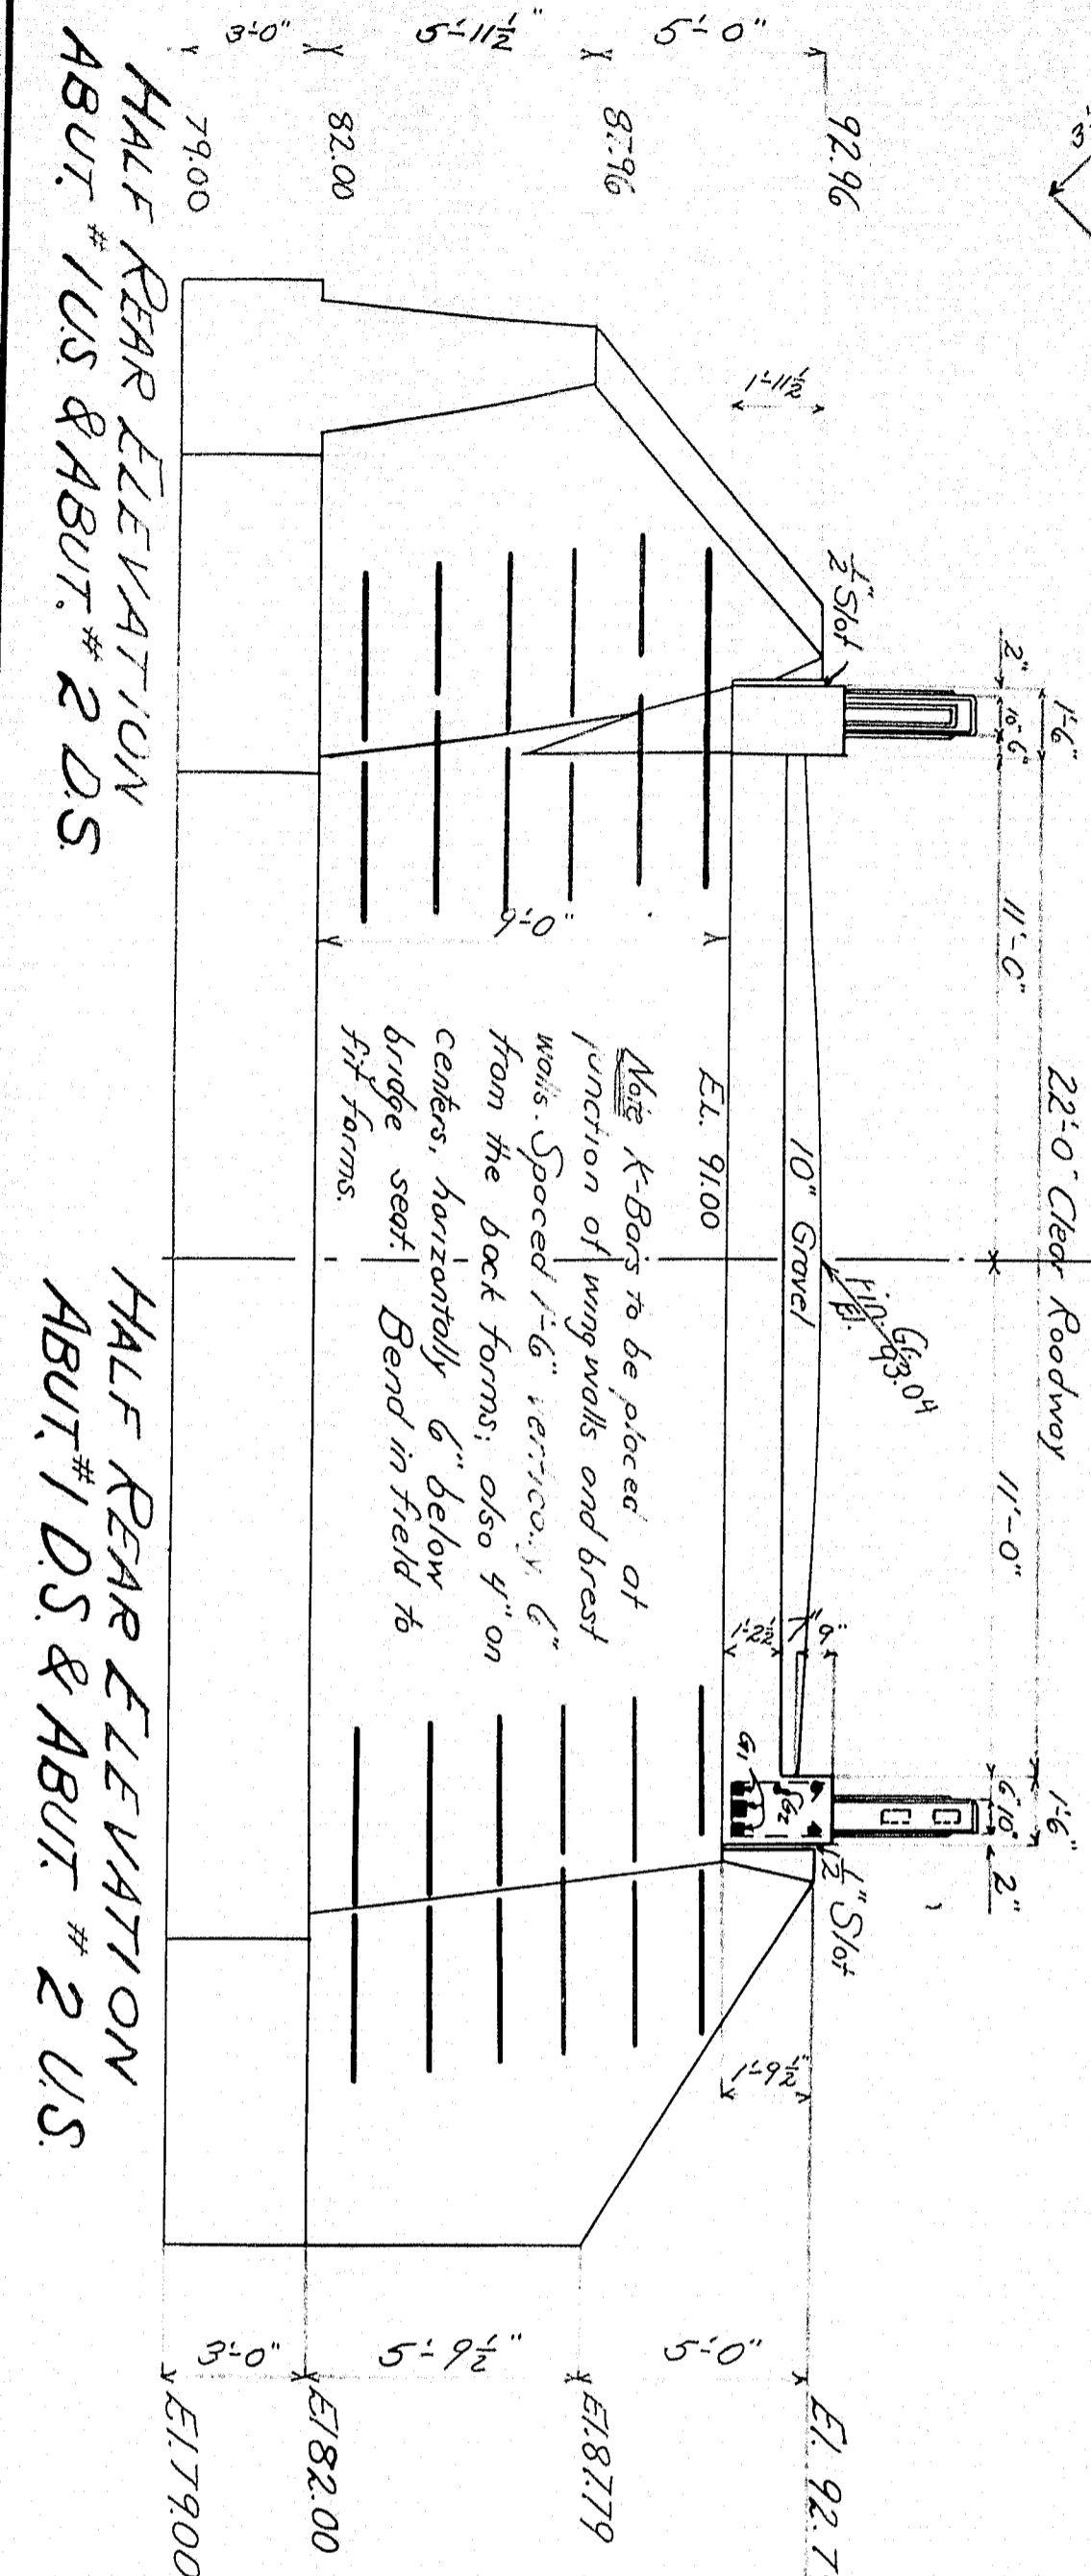 22'-0" Clear Roadway
1'-6"
11'-0"
11'-0"
1'-6"
2"
10"
6"
6"
10"
2"
1/2" Slot
1/2" Slot
1'-11 1/2"
Fin. Gr.
El. 93.04
10" Gravel
El. 91.00
1'-2 1/2"
7"
9"
G1
G2
1'-9 1/2"
9'-0"
Note K-Bars to be placed at
junction of wing walls and brest
walls. Spaced 1'-6" vertically 6"
from the back forms; also 4" on
centers, horizontally 6" below
bridge seat. Bend in field to
fit forms.
92.96
5'-0"
87.96
5'-11 1/2"
82.00
3'-0"
79.00
5'-0"
El. 87.79
5'-9 1/2"
El 82.00
3'-0"
El. 79.00
HALF REAR ELEVATION
ABUT. #1 U.S. & ABUT. #2 D.S.
HALF REAR ELEVATION
ABUT. #1 D.S. & ABUT. #2 U.S.